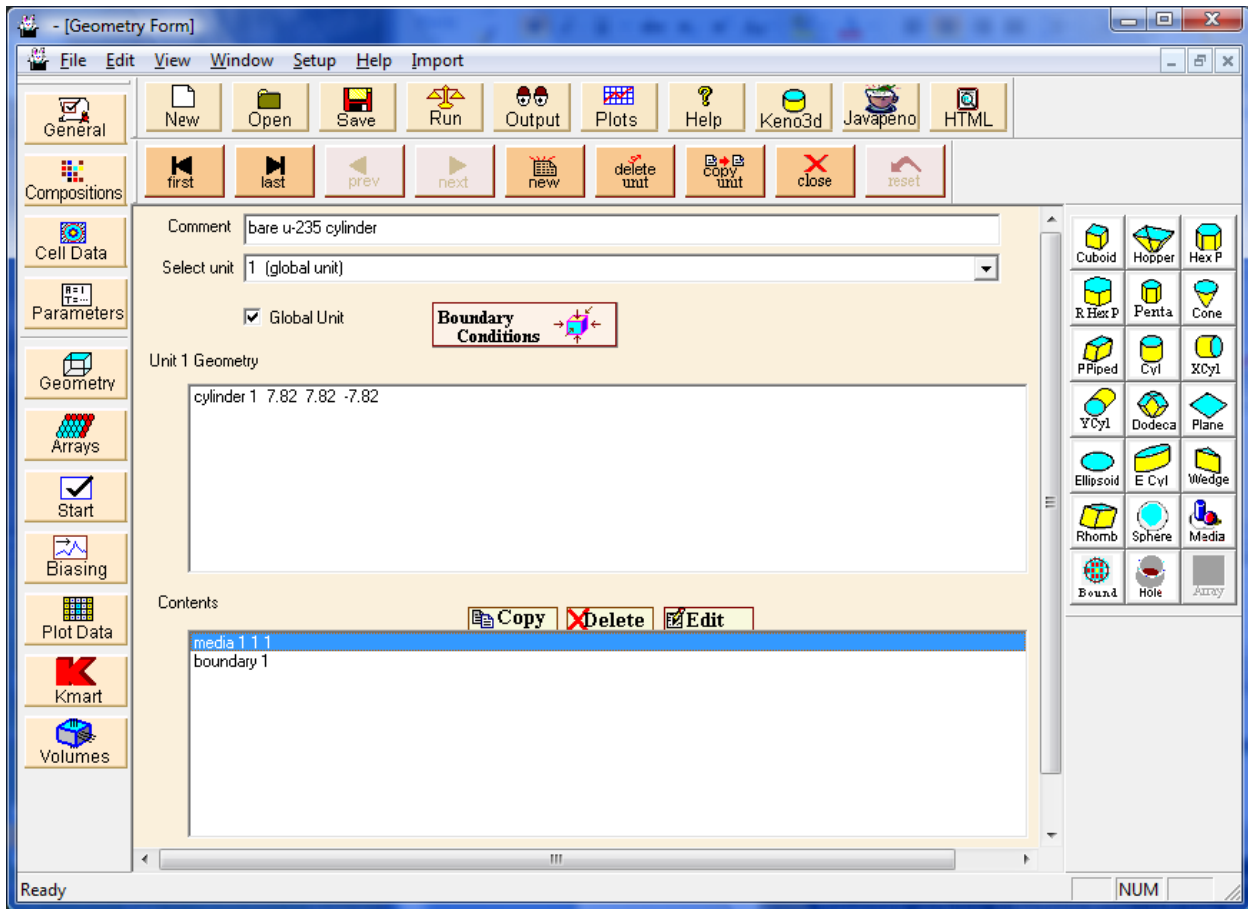 - [Geometry Form]
File Edit View Window Setup Help Import
General
New Open Save Run Output Plots Help Keno3d Javapeno HTML
first last prev next new delete unit copy unit close reset
Compositions
Cell Data
Parameters
Geometry
Arrays
Start
Biasing
Plot Data
Kmart
Volumes
Comment bare u-235 cylinder
Select unit 1 (global unit)
Global Unit Boundary Conditions
Unit 1 Geometry
cylinder 1 7.82 7.82 -7.82
Contents
Copy Delete Edit
media 1 1 1
boundary 1
Cuboid Hopper Hex P
R Hex P Penta Cone
PPiped Cyl XCyl
YCyl Dodeca Plane
Ellipsoid E Cyl Wedge
Rhomb Sphere Media
Bound Hole Array
Ready NUM